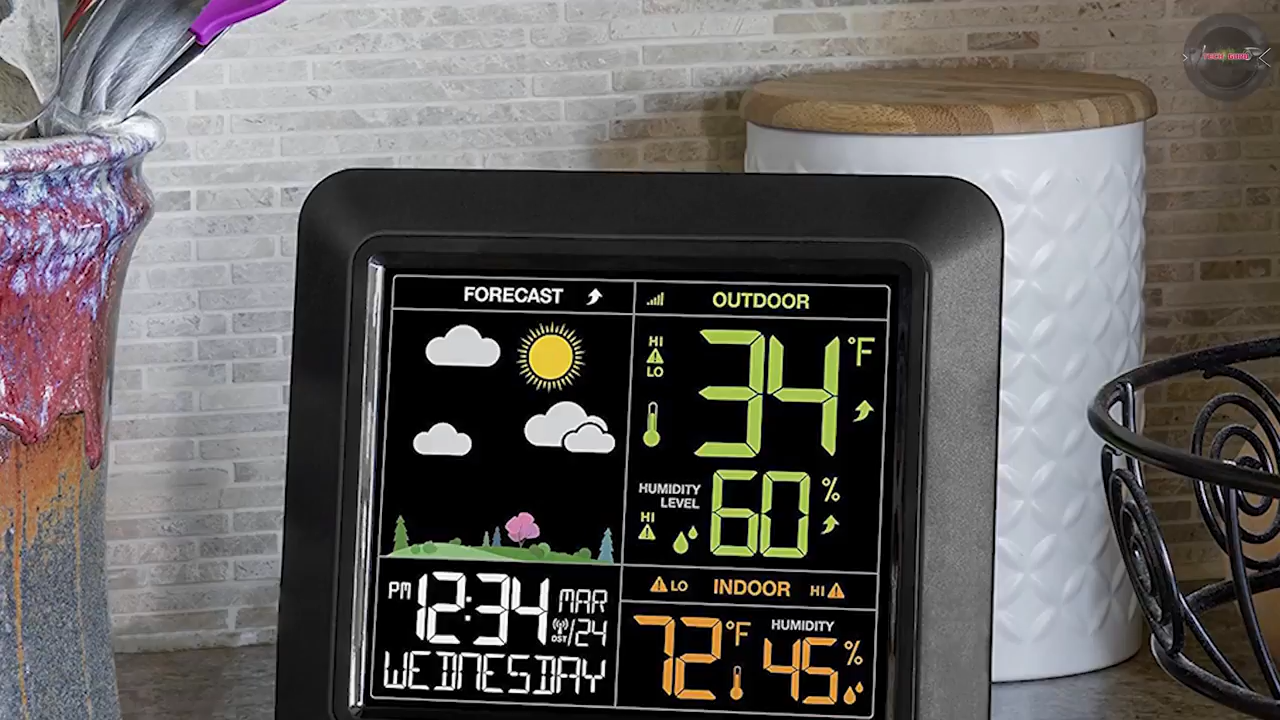 FORECAST
OUTDOOR
HI
LO
34 °F
HUMIDITY
LEVEL
60 %
HI
PM 12:34 MAR
DST /24
WEDNESDAY
LO INDOOR HI
72 °F HUMIDITY
45 %